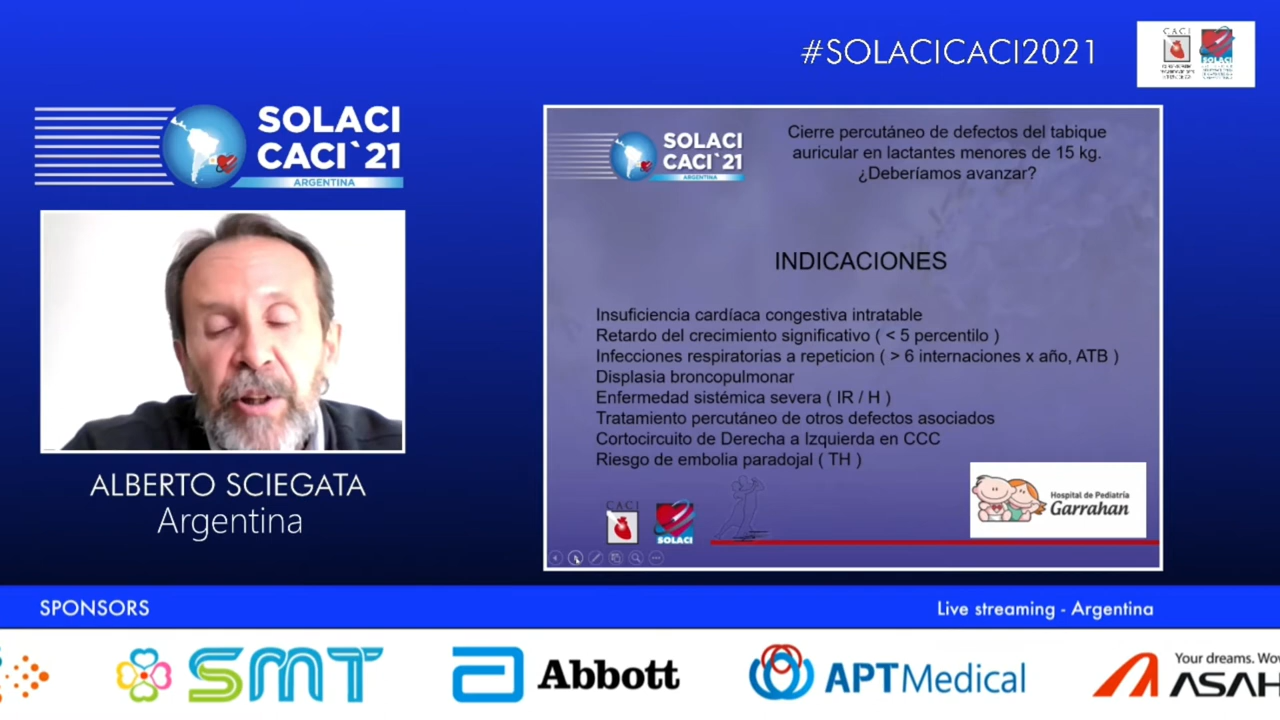 #SOLACICACI2021
CACI
SOLACI
SOLACI
CACI`21
ARGENTINA
SOLACI
CACI`21
ARGENTINA
Cierre percutáneo de defectos del tabique
auricular en lactantes menores de 15 kg.
¿Deberíamos avanzar?
INDICACIONES
Insuficiencia cardíaca congestiva intratable
Retardo del crecimiento significativo ( < 5 percentilo )
Infecciones respiratorias a repeticion ( > 6 internaciones x año, ATB )
Displasia broncopulmonar
Enfermedad sistémica severa ( IR / H )
Tratamiento percutáneo de otros defectos asociados
Cortocircuito de Derecha a Izquierda en CCC
Riesgo de embolia paradojal ( TH )
CACI
SOLACI
Hospital de Pediatría
Garrahan
ALBERTO SCIEGATA
Argentina
SPONSORS
Live streaming - Argentina
SMT
Abbott
APTMedical
Your dreams. Wov
ASAH